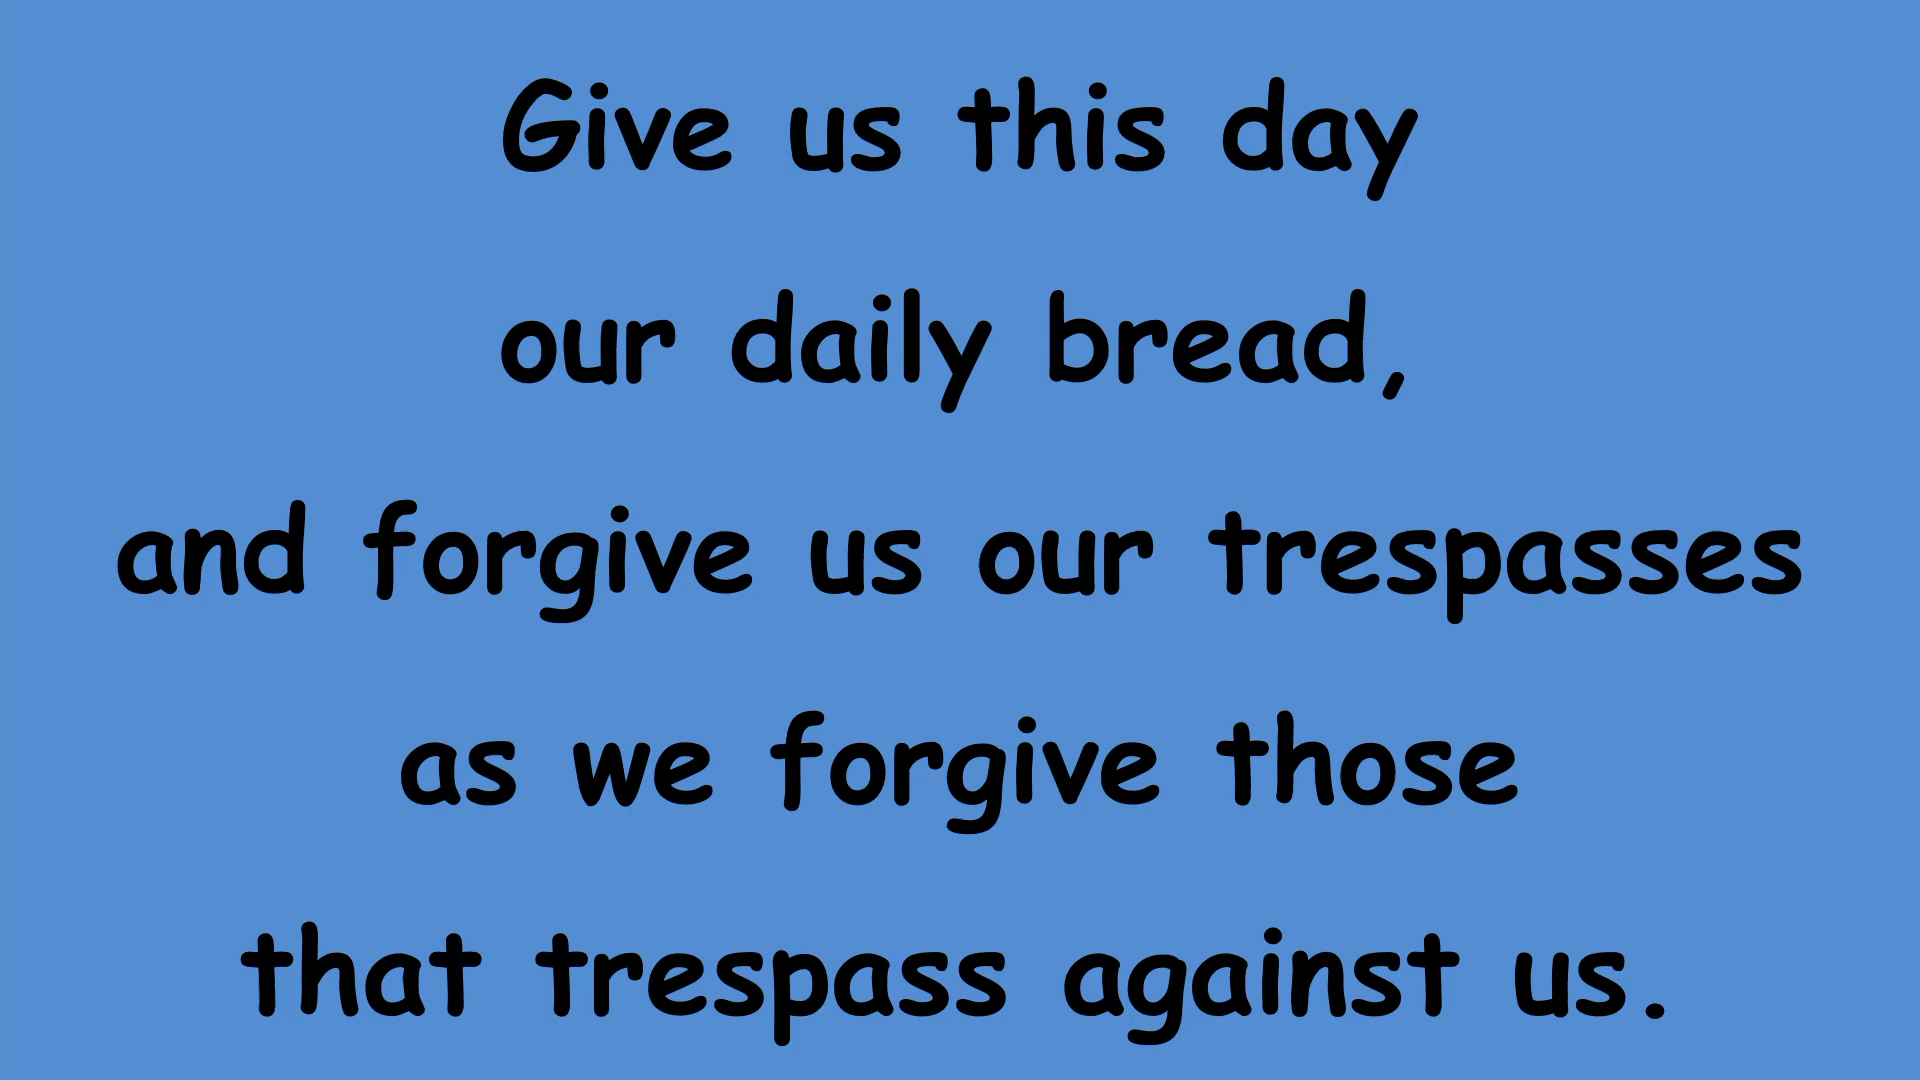 Give us this day
our daily bread,
and forgive us our trespasses
as we forgive those
that trespass against us.